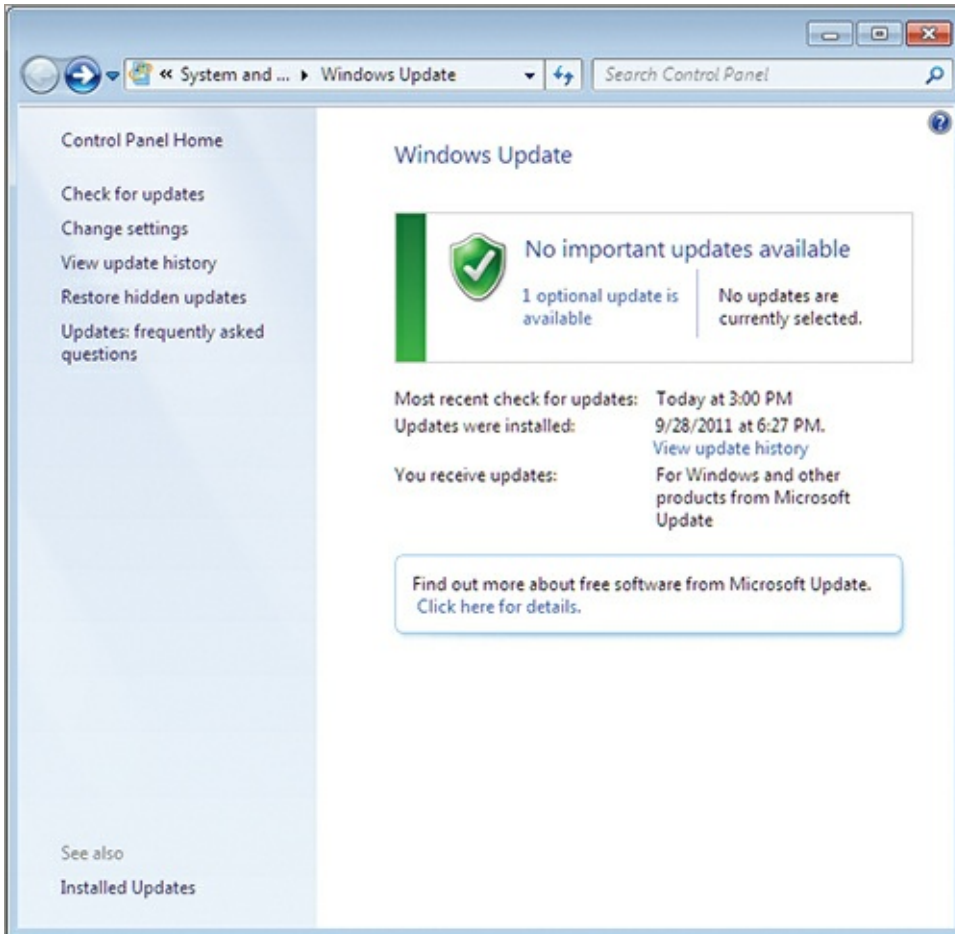 « System and ... ▸ Windows Update
Search Control Panel
Control Panel Home
Check for updates
Change settings
View update history
Restore hidden updates
Updates: frequently asked
questions
See also
Installed Updates
Windows Update
No important updates available
1 optional update is
available
No updates are
currently selected.
Most recent check for updates: Today at 3:00 PM
Updates were installed: 9/28/2011 at 6:27 PM.
View update history
You receive updates: For Windows and other
products from Microsoft
Update
Find out more about free software from Microsoft Update.
Click here for details.